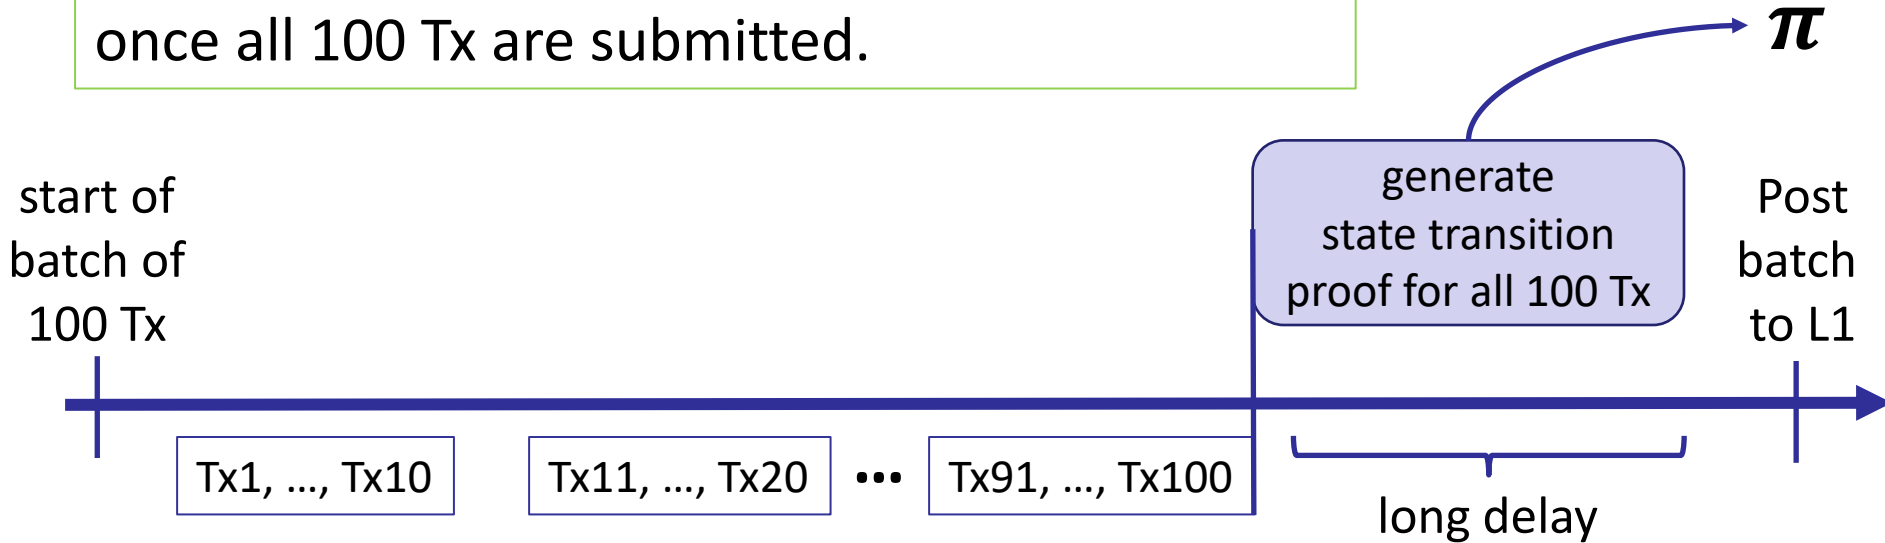 once all 100 Tx are submitted.
π
start of
batch of
100 Tx
generate
state transition
proof for all 100 Tx
Post
batch
to L1
Tx1, …, Tx10
Tx11, …, Tx20
•••
Tx91, …, Tx100
long delay